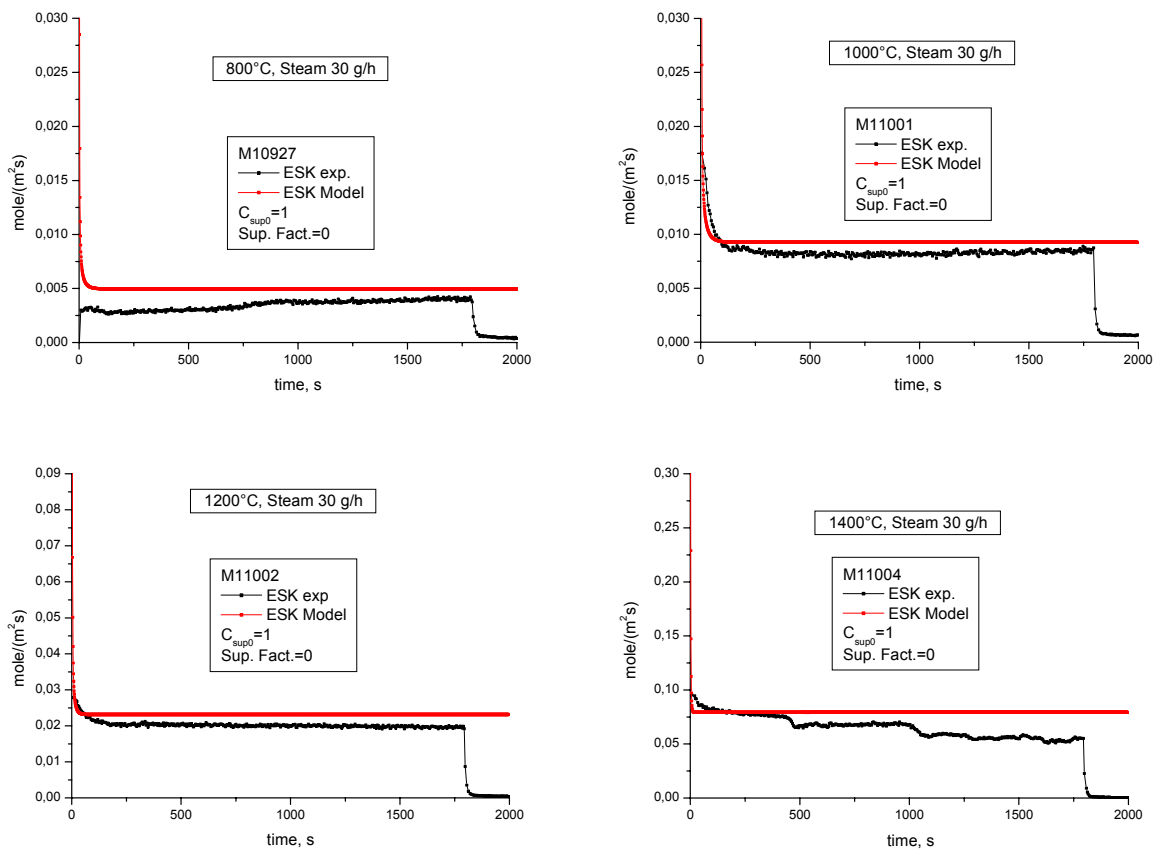 0,030
0,025
0,020
0,015
0,010
0,005
0,000
mole/(m²s)
800°C, Steam 30 g/h
M10927
ESK exp.
ESK Model
C_sup0=1
Sup. Fact.=0
0 500 1000 1500 2000
time, s
0,030
0,025
0,020
0,015
0,010
0,005
0,000
mole/(m²s)
1000°C, Steam 30 g/h
M11001
ESK exp.
ESK Model
C_sup0=1
Sup. Fact.=0
0 500 1000 1500 2000
time, s
0,09
0,08
0,07
0,06
0,05
0,04
0,03
0,02
0,01
0,00
mole/(m²s)
1200°C, Steam 30 g/h
M11002
ESK exp
ESK Model
C_sup0=1
Sup. Fact.=0
0 500 1000 1500 2000
time, s
0,30
0,25
0,20
0,15
0,10
0,05
0,00
mole/(m²s)
1400°C, Steam 30 g/h
M11004
ESK exp.
ESK Model
C_sup0=1
Sup. Fact.=0
0 500 1000 1500 2000
time, s